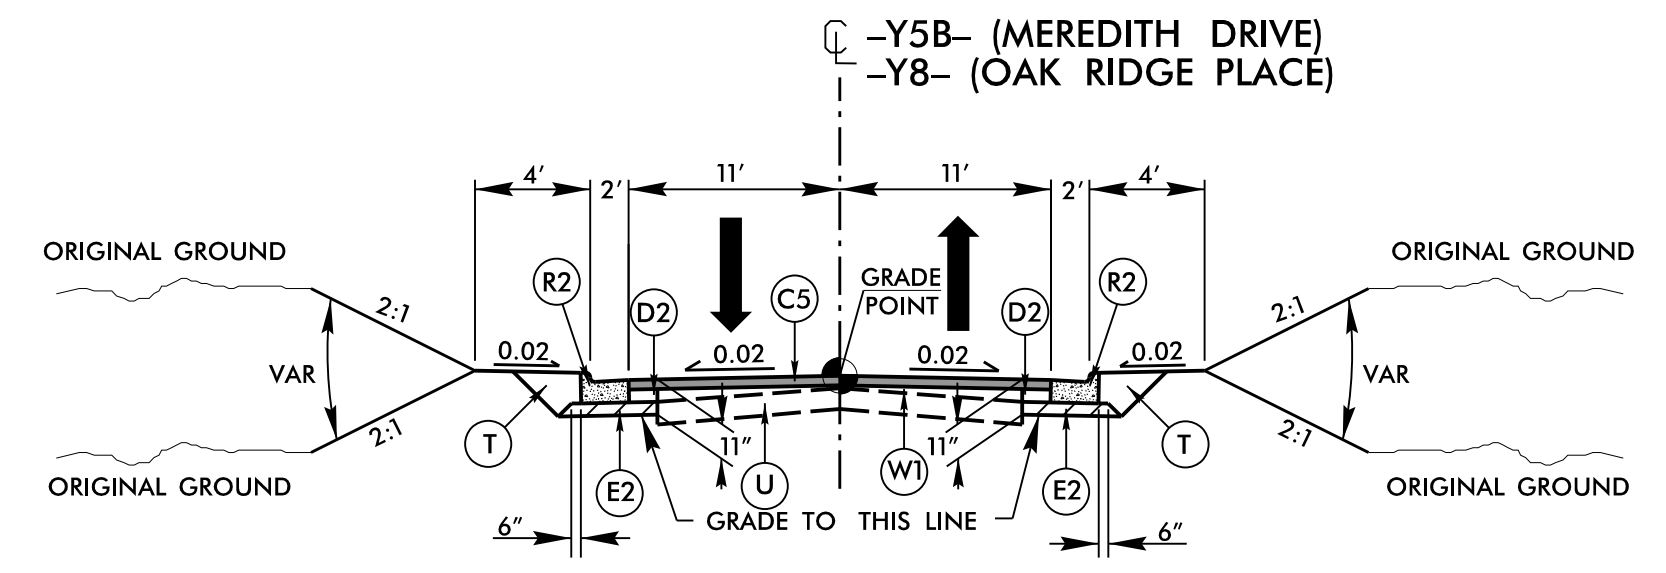 ℄ –Y5B– (MEREDITH DRIVE)
–Y8– (OAK RIDGE PLACE)
4' 2' 11' 11' 2' 4'
ORIGINAL GROUND ORIGINAL GROUND
R2 D2 C5 GRADE D2 R2
POINT
2:1 2:1
0.02 0.02 0.02 0.02
VAR VAR
2:1 2:1
T 11" 11" T
E2 U W1 E2
ORIGINAL GROUND ORIGINAL GROUND
GRADE TO THIS LINE
6" 6"